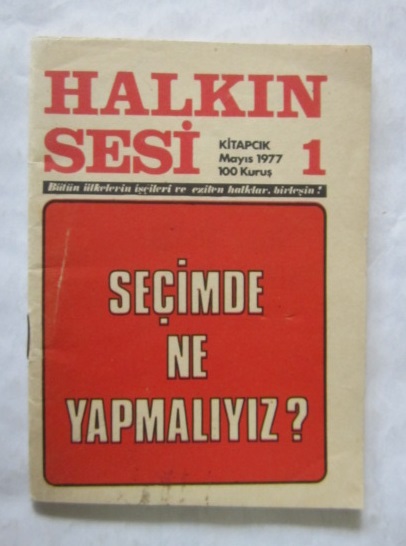 HALKIN
SESİ
KİTAPCIK
Mayıs 1977
100 Kuruş
1
Bütün ülkelerin işçileri ve ezilen halklar, birleşin!
SEÇİMDE
NE
YAPMALIYIZ?